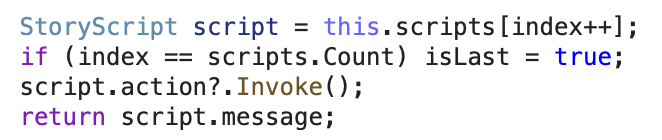 StoryScript script = this.scripts[index++];
if (index == scripts.Count) isLast = true;
script.action?.Invoke();
return script.message;